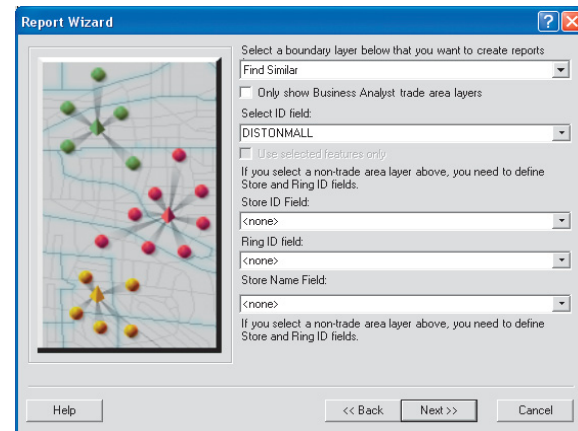 Report Wizard
Select a boundary layer below that you want to create reports
Find Similar
Only show Business Analyst trade area layers
Select ID field:
DISTONMALL
Use selected features only
If you select a non-trade area layer above, you need to define
Store and Ring ID fields.
Store ID Field:
<none>
Ring ID field:
<none>
Store Name Field:
<none>
If you select a non-trade area layer above, you need to define
Store and Ring ID fields.
Help
<< Back
Next >>
Cancel